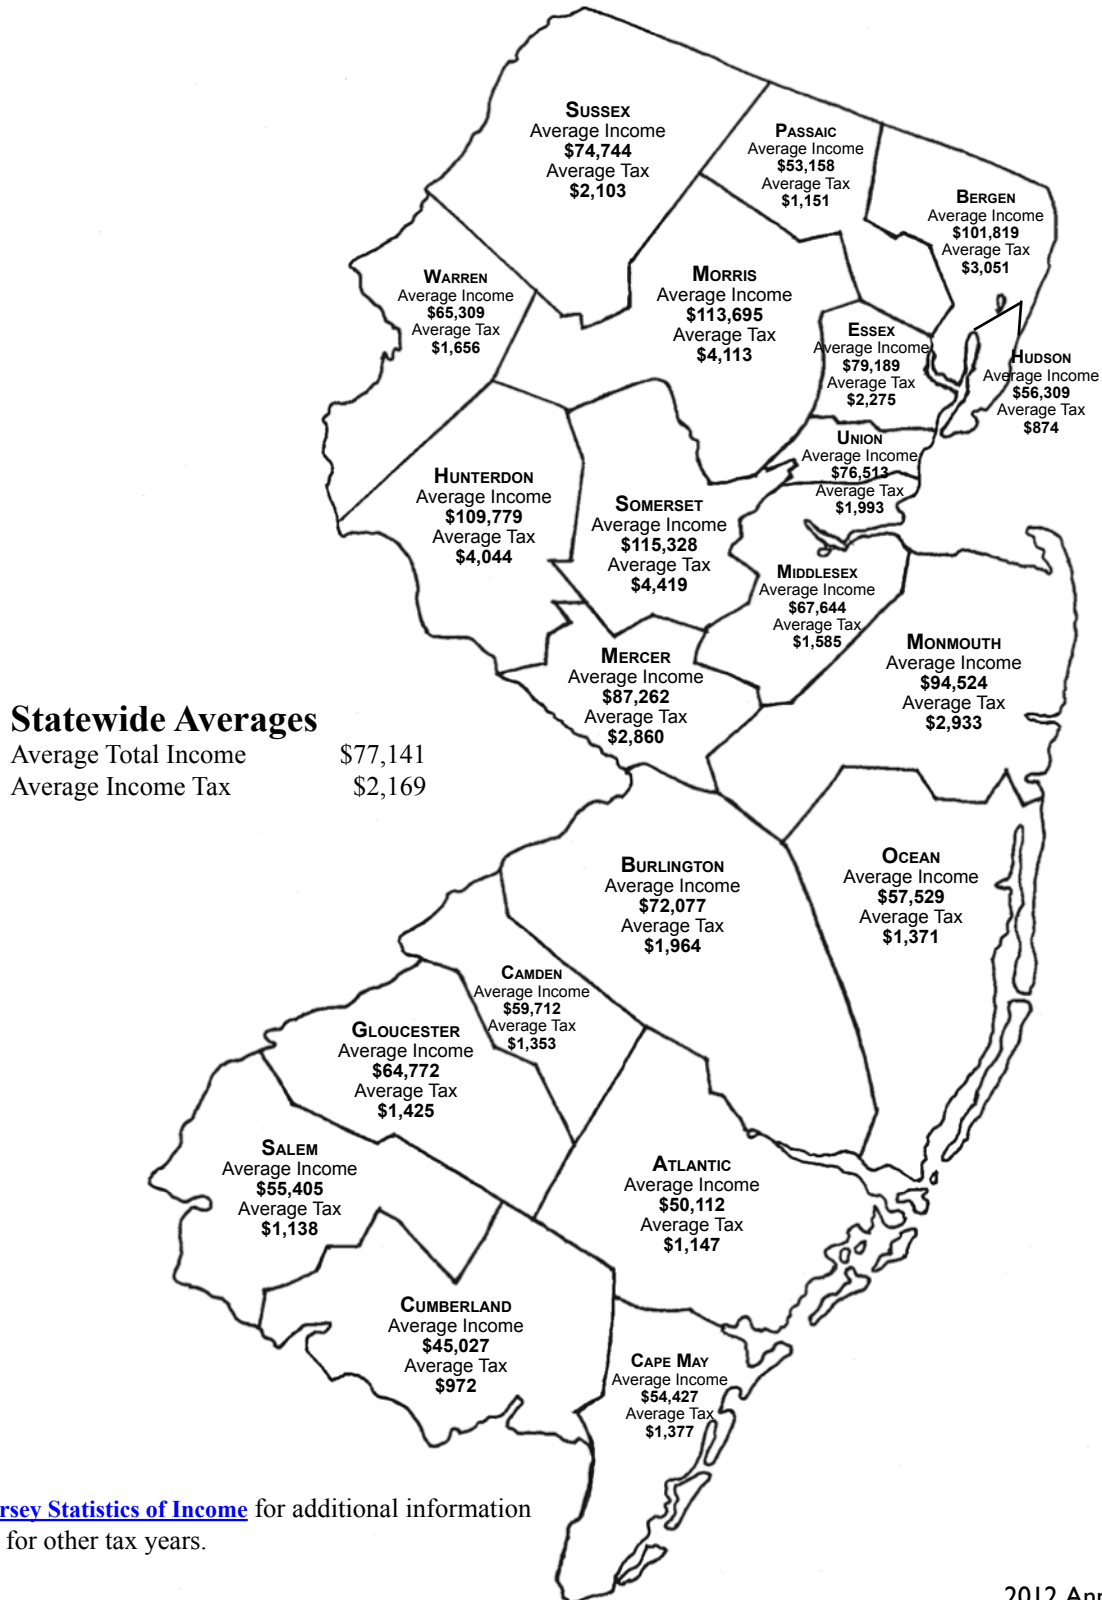 SUSSEX
Average Income
$74,744
Average Tax
$2,103
PASSAIC
Average Income
$53,158
Average Tax
$1,151
BERGEN
Average Income
$101,819
Average Tax
$3,051
WARREN
Average Income
$65,309
Average Tax
$1,656
MORRIS
Average Income
$113,695
Average Tax
$4,113
ESSEX
Average Income
$79,189
Average Tax
$2,275
HUDSON
Average Income
$56,309
Average Tax
$874
UNION
Average Income
$76,513
Average Tax
$1,993
HUNTERDON
Average Income
$109,779
Average Tax
$4,044
SOMERSET
Average Income
$115,328
Average Tax
$4,419
MIDDLESEX
Average Income
$67,644
Average Tax
$1,585
MONMOUTH
Average Income
$94,524
Average Tax
$2,933
MERCER
Average Income
$87,262
Average Tax
$2,860
Statewide Averages
Average Total Income $77,141
Average Income Tax $2,169
BURLINGTON
Average Income
$72,077
Average Tax
$1,964
OCEAN
Average Income
$57,529
Average Tax
$1,371
CAMDEN
Average Income
$59,712
Average Tax
$1,353
GLOUCESTER
Average Income
$64,772
Average Tax
$1,425
SALEM
Average Income
$55,405
Average Tax
$1,138
ATLANTIC
Average Income
$50,112
Average Tax
$1,147
CUMBERLAND
Average Income
$45,027
Average Tax
$972
CAPE MAY
Average Income
$54,427
Average Tax
$1,377
rsey Statistics of Income for additional information
for other tax years.
2012 Ann